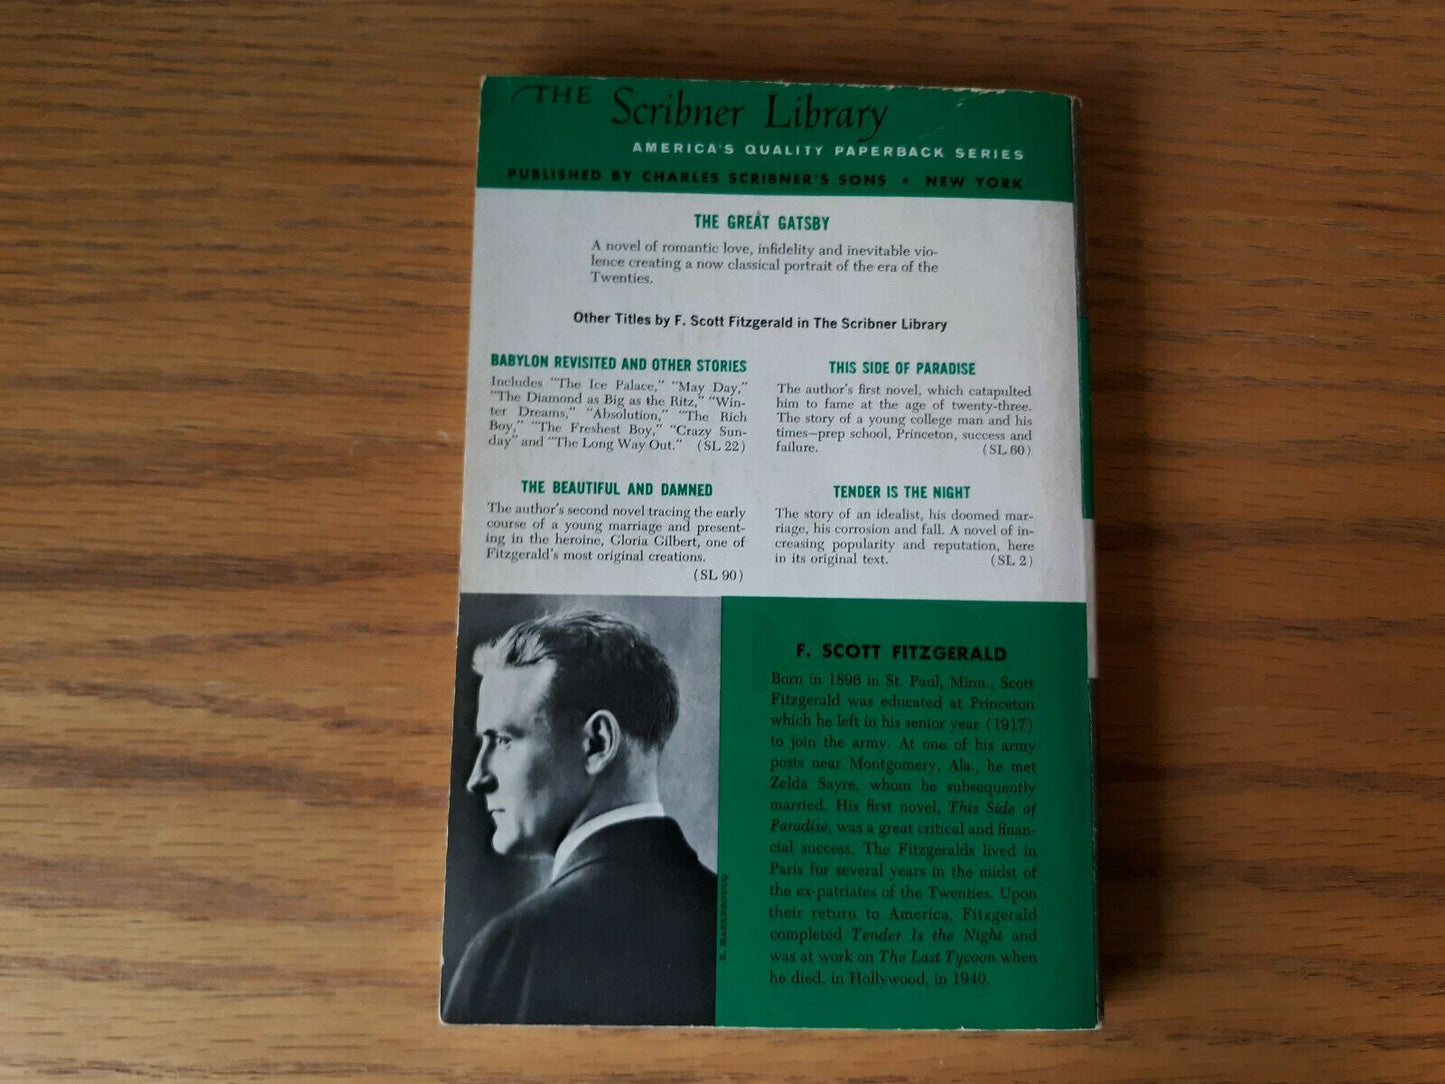 THE Scribner Library
AMERICA'S QUALITY PAPERBACK SERIES
PUBLISHED BY CHARLES SCRIBNER'S SONS • NEW YORK
THE GREAT GATSBY
A novel of romantic love, infidelity and inevitable vio-
lence creating a now classical portrait of the era of the
Twenties.
Other Titles by F. Scott Fitzgerald in The Scribner Library
BABYLON REVISITED AND OTHER STORIES
Includes "The Ice Palace," "May Day,"
"The Diamond as Big as the Ritz," "Win-
ter Dreams," "Absolution," "The Rich
Boy," "The Freshest Boy," "Crazy Sun-
day" and "The Long Way Out." (SL 22)
THIS SIDE OF PARADISE
The author's first novel, which catapulted
him to fame at the age of twenty-three.
The story of a young college man and his
times—prep school, Princeton, success and
failure. (SL 60)
THE BEAUTIFUL AND DAMNED
The author's second novel tracing the early
course of a young marriage and present-
ing in the heroine, Gloria Gilbert, one of
Fitzgerald's most original creations.
(SL 90)
TENDER IS THE NIGHT
The story of an idealist, his doomed mar-
riage, his corrosion and fall. A novel of in-
creasing popularity and reputation, here
in its original text. (SL 2)
F. SCOTT FITZGERALD
Born in 1896 in St. Paul, Minn., Scott
Fitzgerald was educated at Princeton
which he left in his senior year (1917)
to join the army. At one of his army
posts near Montgomery, Ala., he met
Zelda Sayre, whom he subsequently
married. His first novel, This Side of
Paradise, was a great critical and finan-
cial success. The Fitzgeralds lived in
Paris for several years in the midst of
the ex-patriates of the Twenties. Upon
their return to America, Fitzgerald
completed Tender Is the Night and
was at work on The Last Tycoon when
he died, in Hollywood, in 1940.